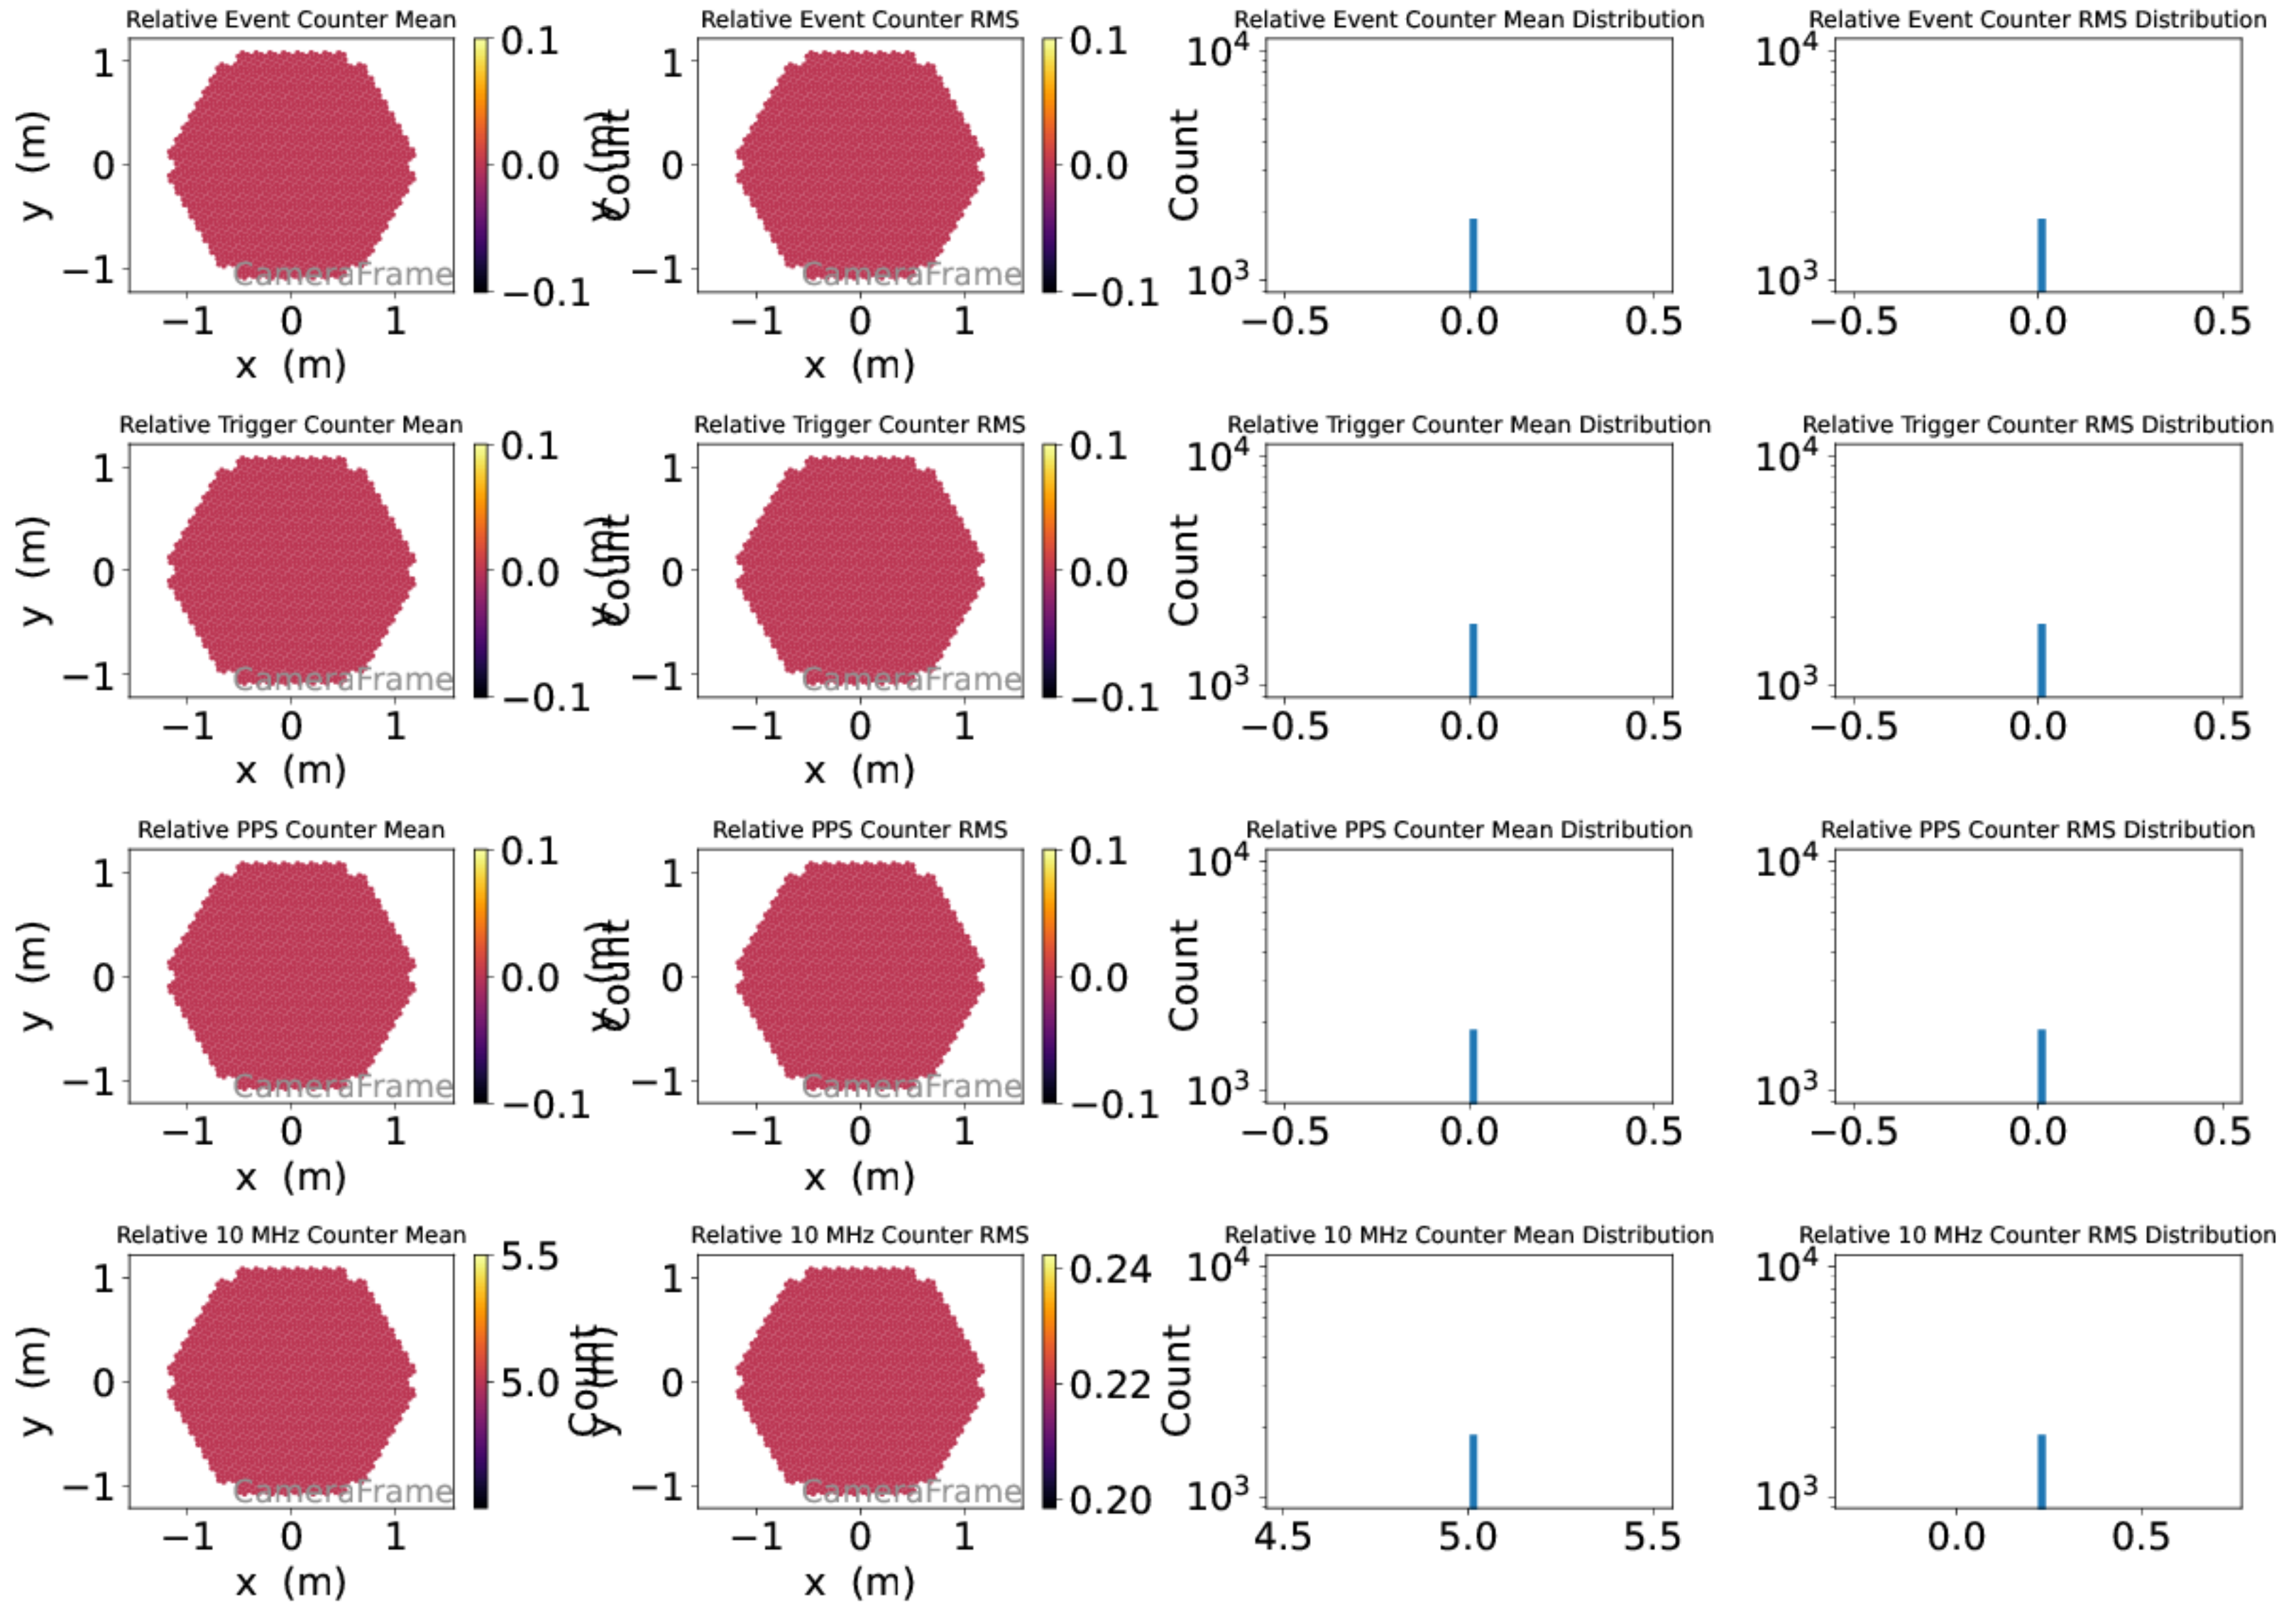 Relative Event Counter Mean
Relative Event Counter RMS
Relative Event Counter Mean Distribution
Relative Event Counter RMS Distribution
y (m)
1
0
−1
CameraFrame
−1 0 1
x (m)
0.1
0.0
−0.1
Count
y (m)
1
0
−1
CameraFrame
−1 0 1
x (m)
0.1
0.0
−0.1
Count
10⁴
10³
−0.5 0.0 0.5
10⁴
10³
−0.5 0.0 0.5
Relative Trigger Counter Mean
Relative Trigger Counter RMS
Relative Trigger Counter Mean Distribution
Relative Trigger Counter RMS Distribution
y (m)
1
0
−1
CameraFrame
−1 0 1
x (m)
0.1
0.0
−0.1
Count
y (m)
1
0
−1
CameraFrame
−1 0 1
x (m)
0.1
0.0
−0.1
Count
10⁴
10³
−0.5 0.0 0.5
10⁴
10³
−0.5 0.0 0.5
Relative PPS Counter Mean
Relative PPS Counter RMS
Relative PPS Counter Mean Distribution
Relative PPS Counter RMS Distribution
y (m)
1
0
−1
CameraFrame
−1 0 1
x (m)
0.1
0.0
−0.1
Count
y (m)
1
0
−1
CameraFrame
−1 0 1
x (m)
0.1
0.0
−0.1
Count
10⁴
10³
−0.5 0.0 0.5
10⁴
10³
−0.5 0.0 0.5
Relative 10 MHz Counter Mean
Relative 10 MHz Counter RMS
Relative 10 MHz Counter Mean Distribution
Relative 10 MHz Counter RMS Distribution
y (m)
1
0
−1
CameraFrame
−1 0 1
x (m)
5.5
5.0
Count
y (m)
1
0
−1
CameraFrame
−1 0 1
x (m)
0.24
0.22
0.20
Count
10⁴
10³
4.5 5.0 5.5
10⁴
10³
0.0 0.5